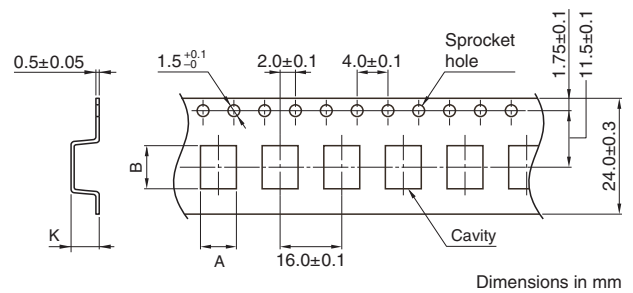 0.5±0.05
1.5 +0.1 −0
2.0±0.1
4.0±0.1
Sprocket
hole
1.75±0.1
11.5±0.1
24.0±0.3
B
K
A
16.0±0.1
Cavity
Dimensions in mm